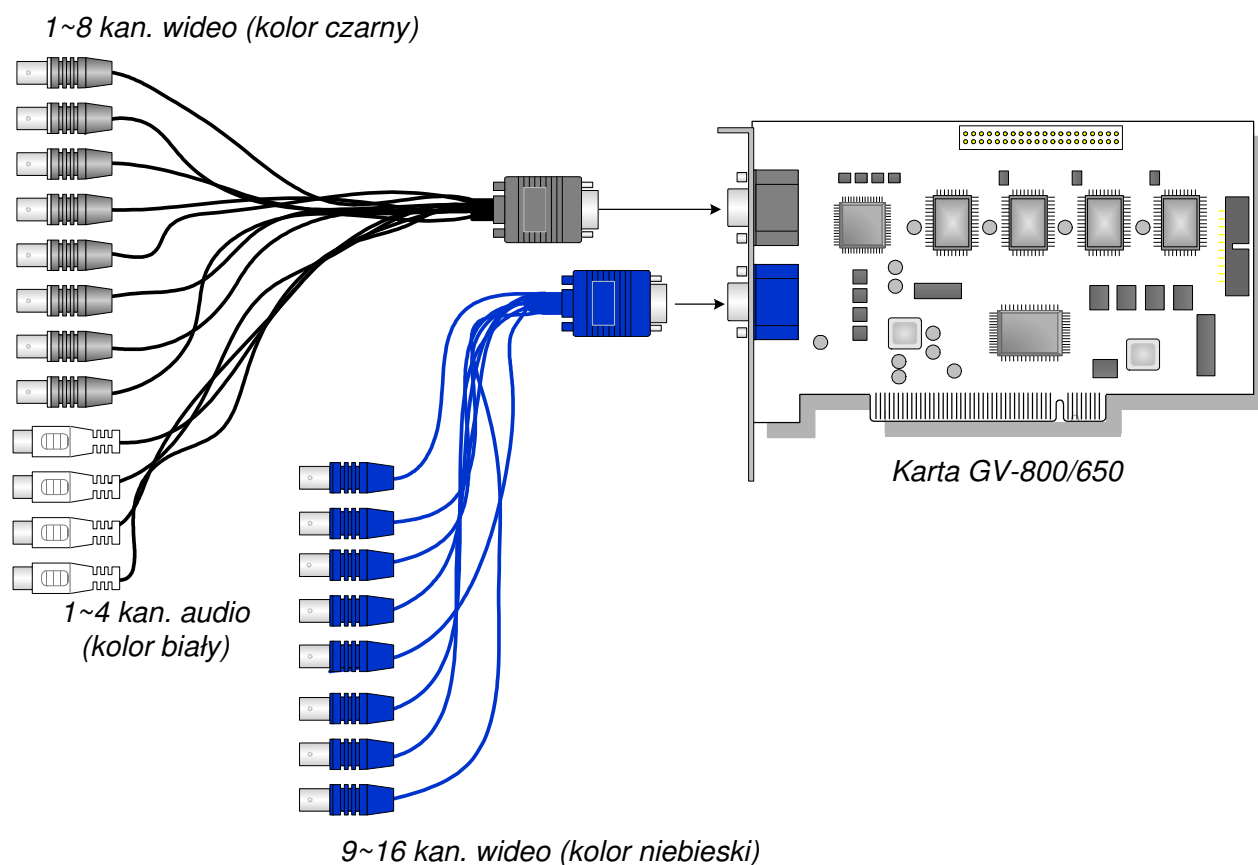 1~8 kan. wideo (kolor czarny)
Karta GV-800/650
1~4 kan. audio
(kolor biały)
9~16 kan. wideo (kolor niebieski)